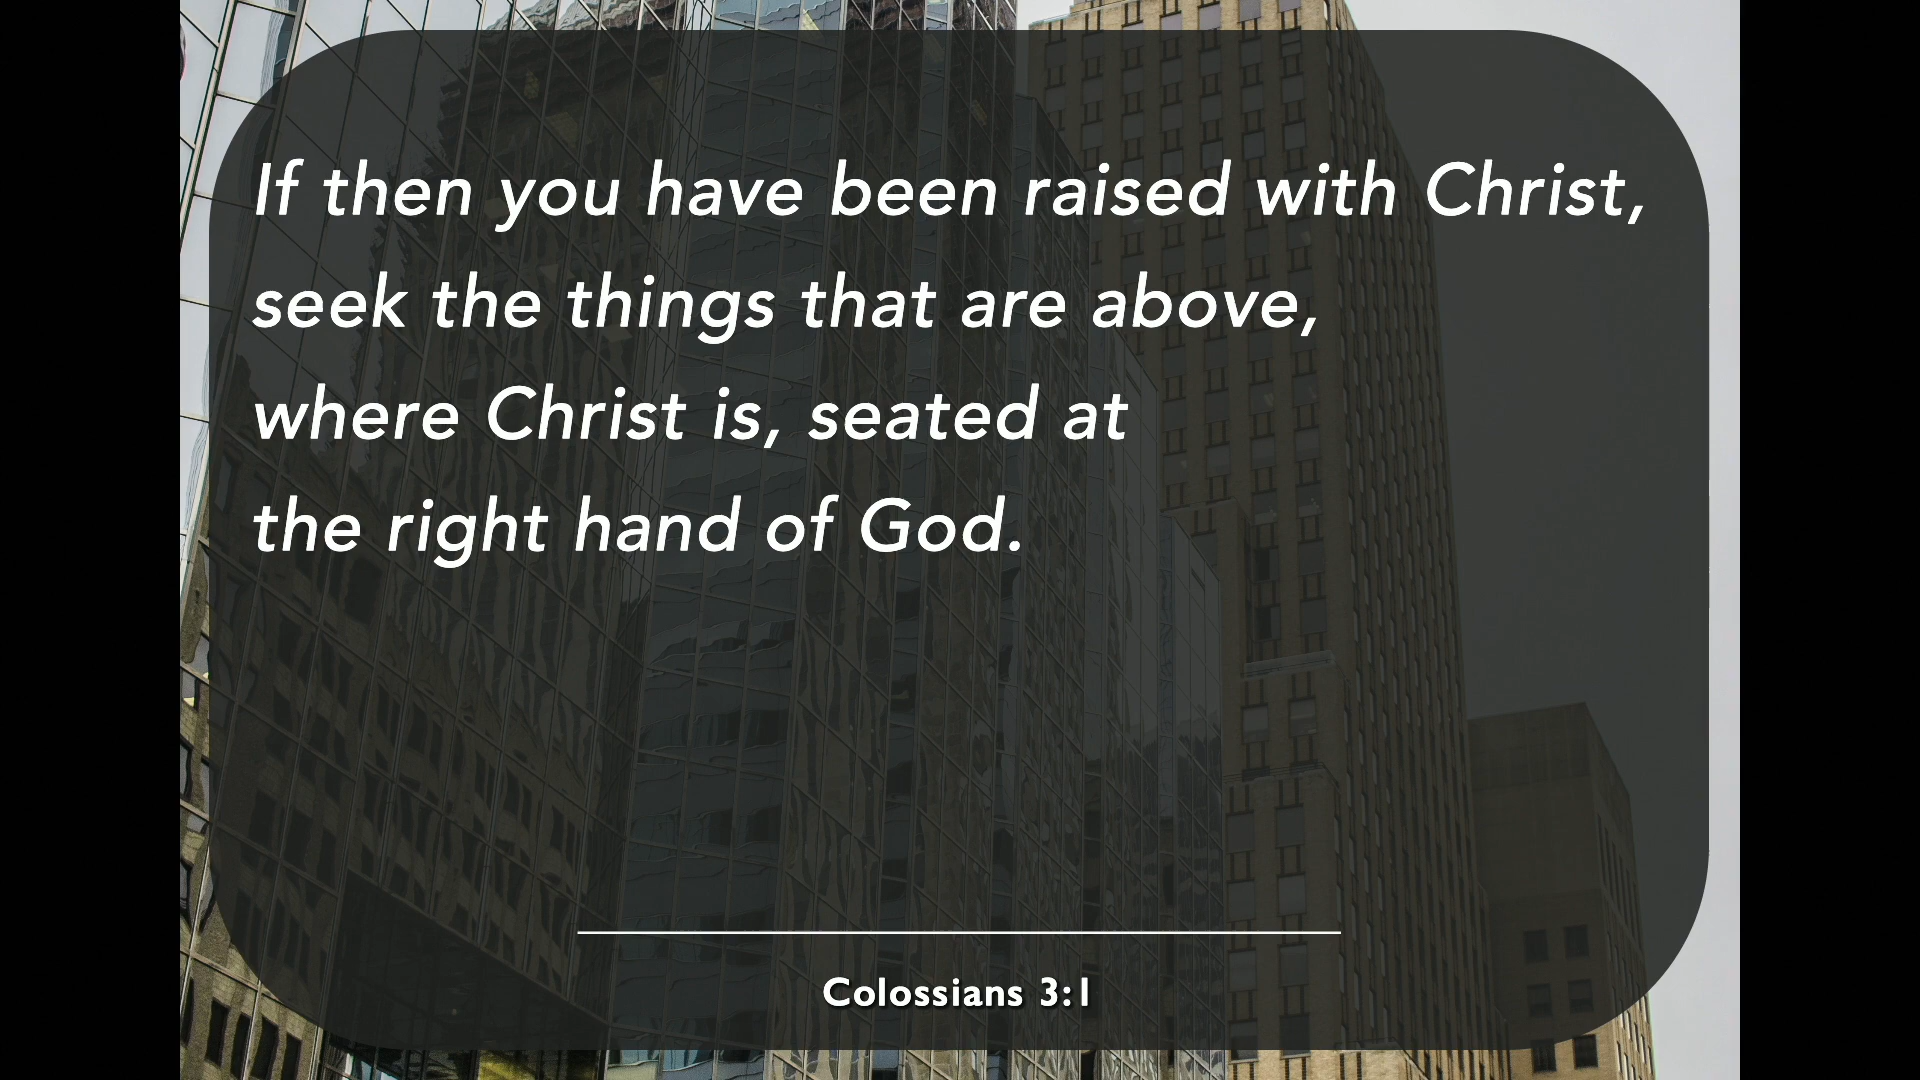 If then you have been raised with Christ,
seek the things that are above,
where Christ is, seated at
the right hand of God.
Colossians 3:1